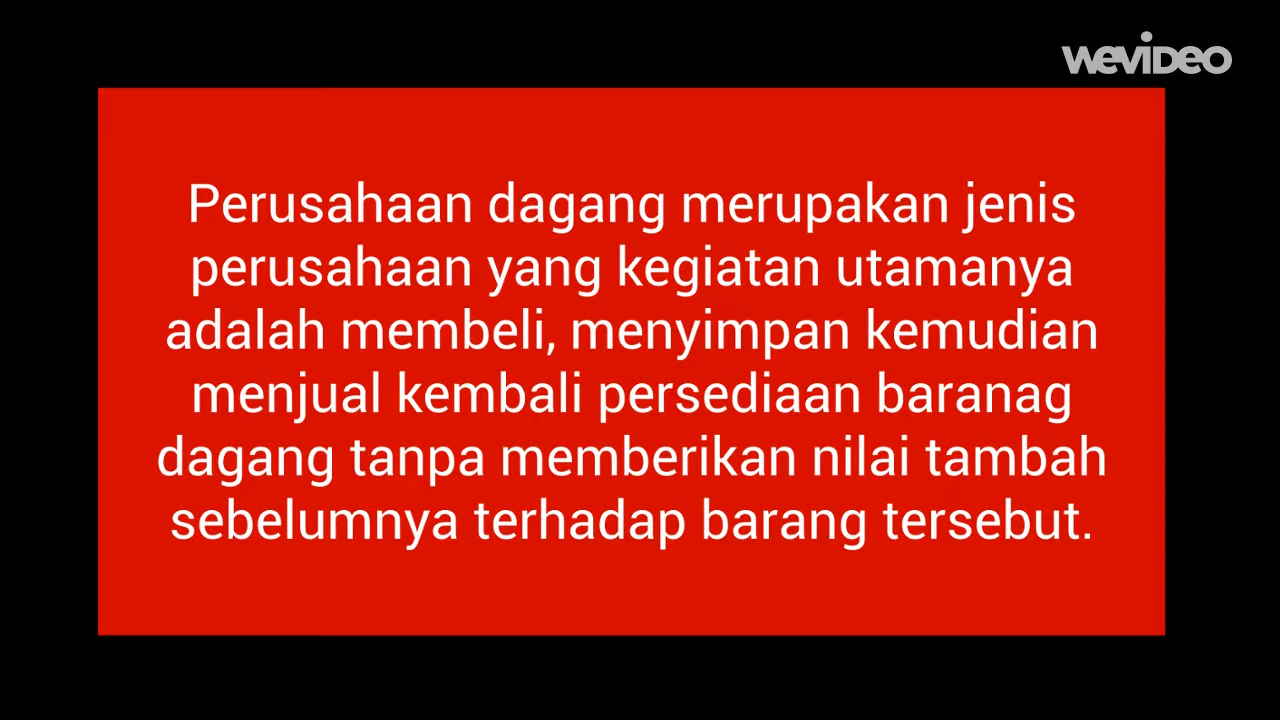 WEVIDEO
Perusahaan dagang merupakan jenis
perusahaan yang kegiatan utamanya
adalah membeli, menyimpan kemudian
menjual kembali persediaan baranag
dagang tanpa memberikan nilai tambah
sebelumnya terhadap barang tersebut.